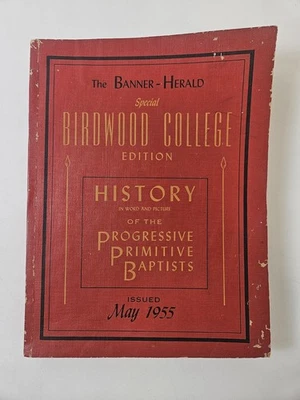 The BANNER-HERALD
Special
BIRDWOOD COLLEGE
EDITION
HISTORY
IN WORD AND PICTURE
OF THE
PROGRESSIVE
PRIMITIVE
BAPTISTS
ISSUED
May 1955